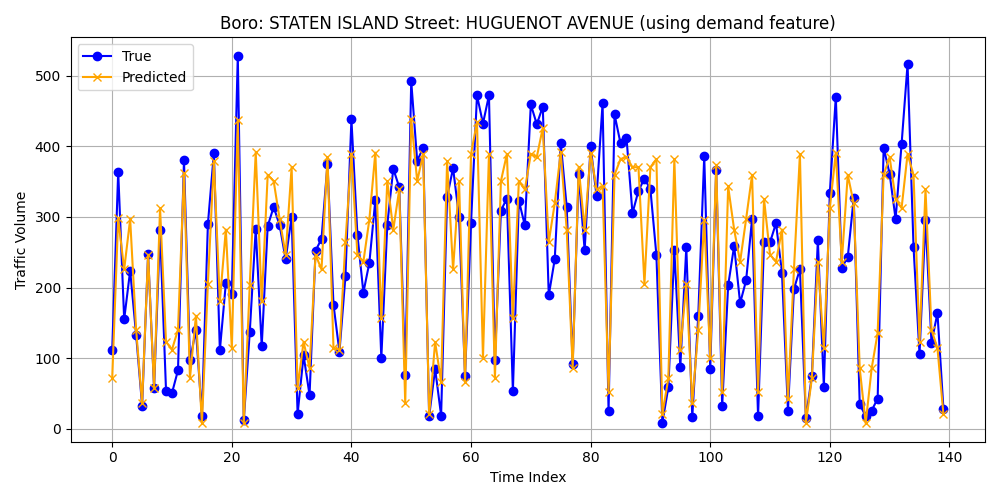 Boro: STATEN ISLAND Street: HUGUENOT AVENUE (using demand feature)
True
Predicted
Traffic Volume
500
400
300
200
100
0
0 20 40 60 80 100 120 140
Time Index